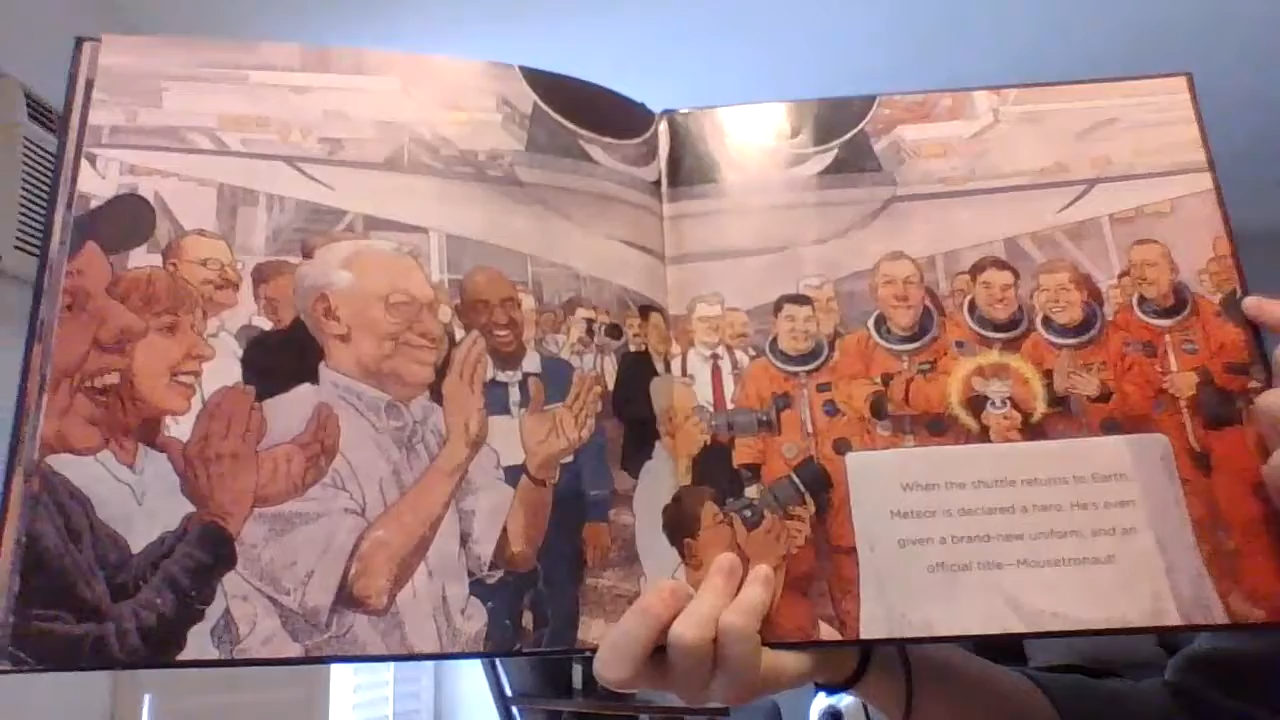 When the shuttle returns to Earth,
Meteor is declared a hero. He's even
given a brand-new uniform, and an
official title—Mousetronaut!